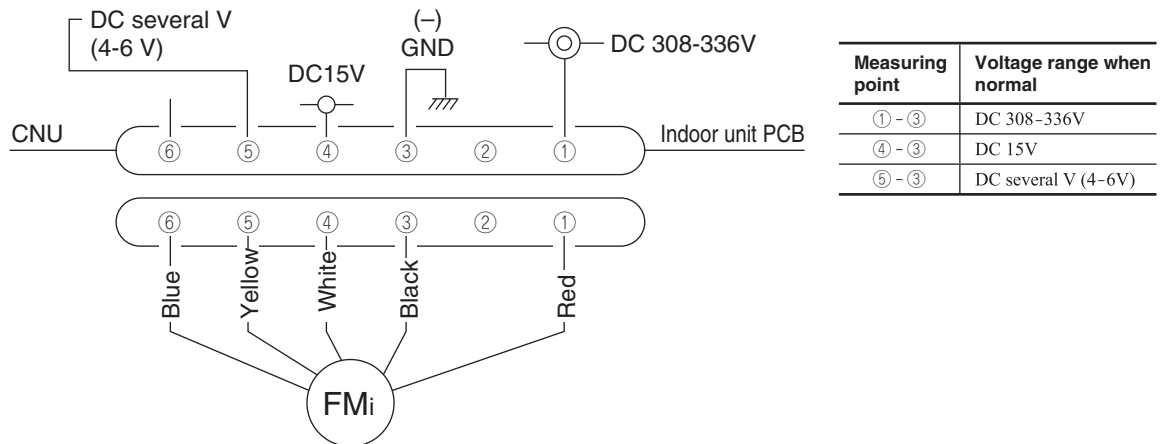 DC several V
(4-6 V)
(–)
GND
DC15V
DC 308-336V
CNU
Indoor unit PCB
⑥ ⑤ ④ ③ ② ①
⑥ ⑤ ④ ③ ② ①
Blue
Yellow
White
Black
Red
FMi
Measuring point
Voltage range when normal
①-③ DC 308-336V
④-③ DC 15V
⑤-③ DC several V (4-6V)